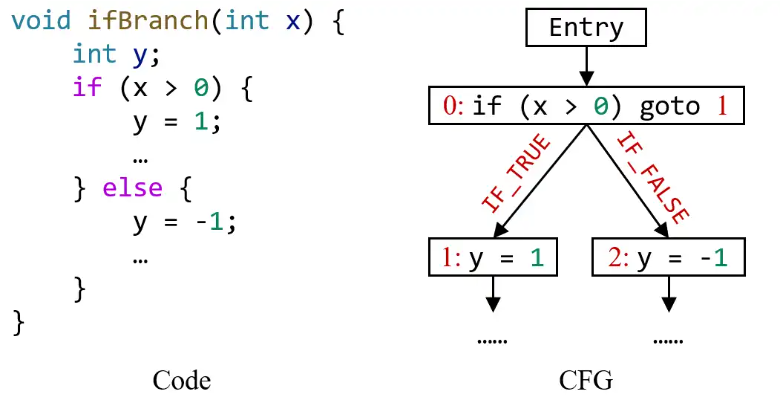 void ifBranch(int x) {
    int y;
    if (x > 0) {
        y = 1;
        …
    } else {
        y = -1;
        …
    }
}
Code
Entry
0: if (x > 0) goto 1
IF_TRUE
IF_FALSE
1: y = 1
2: y = -1
……
……
CFG